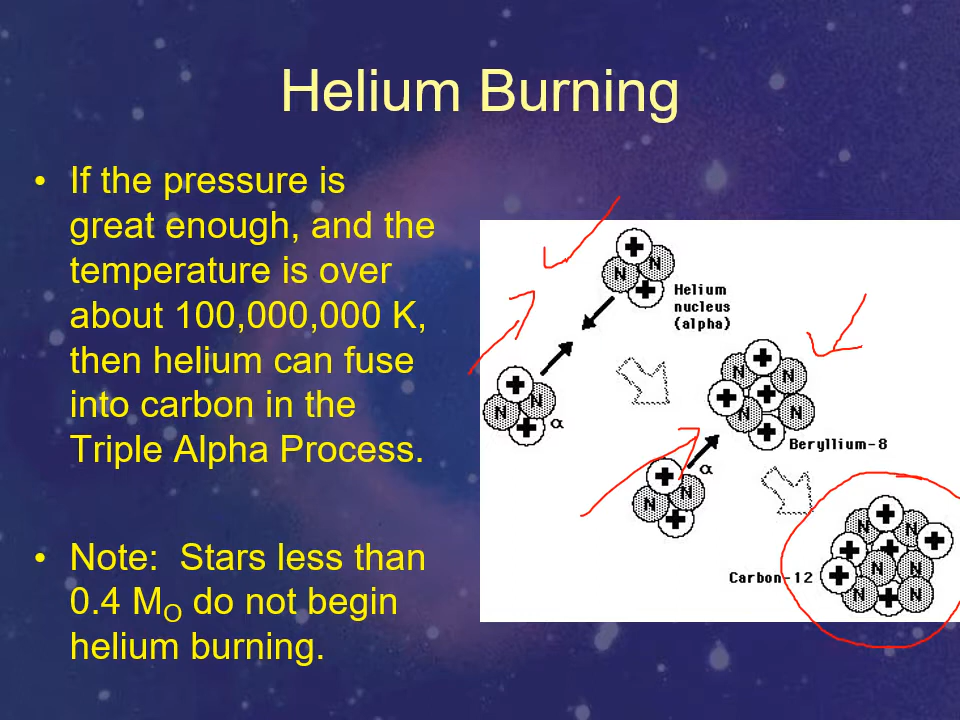 Helium Burning
• If the pressure is
great enough, and the
temperature is over
about 100,000,000 K,
then helium can fuse
into carbon in the
Triple Alpha Process.
• Note:  Stars less than
0.4 M_O do not begin
helium burning.
+
N
N
+
Helium
nucleus
(alpha)
+
N
N
+
α
+
N
N
+
+
N
N
+
Beryllium-8
α
+
N
N
+
+
N
N
+
+
+
Carbon-12
+
N
N
N
N
+